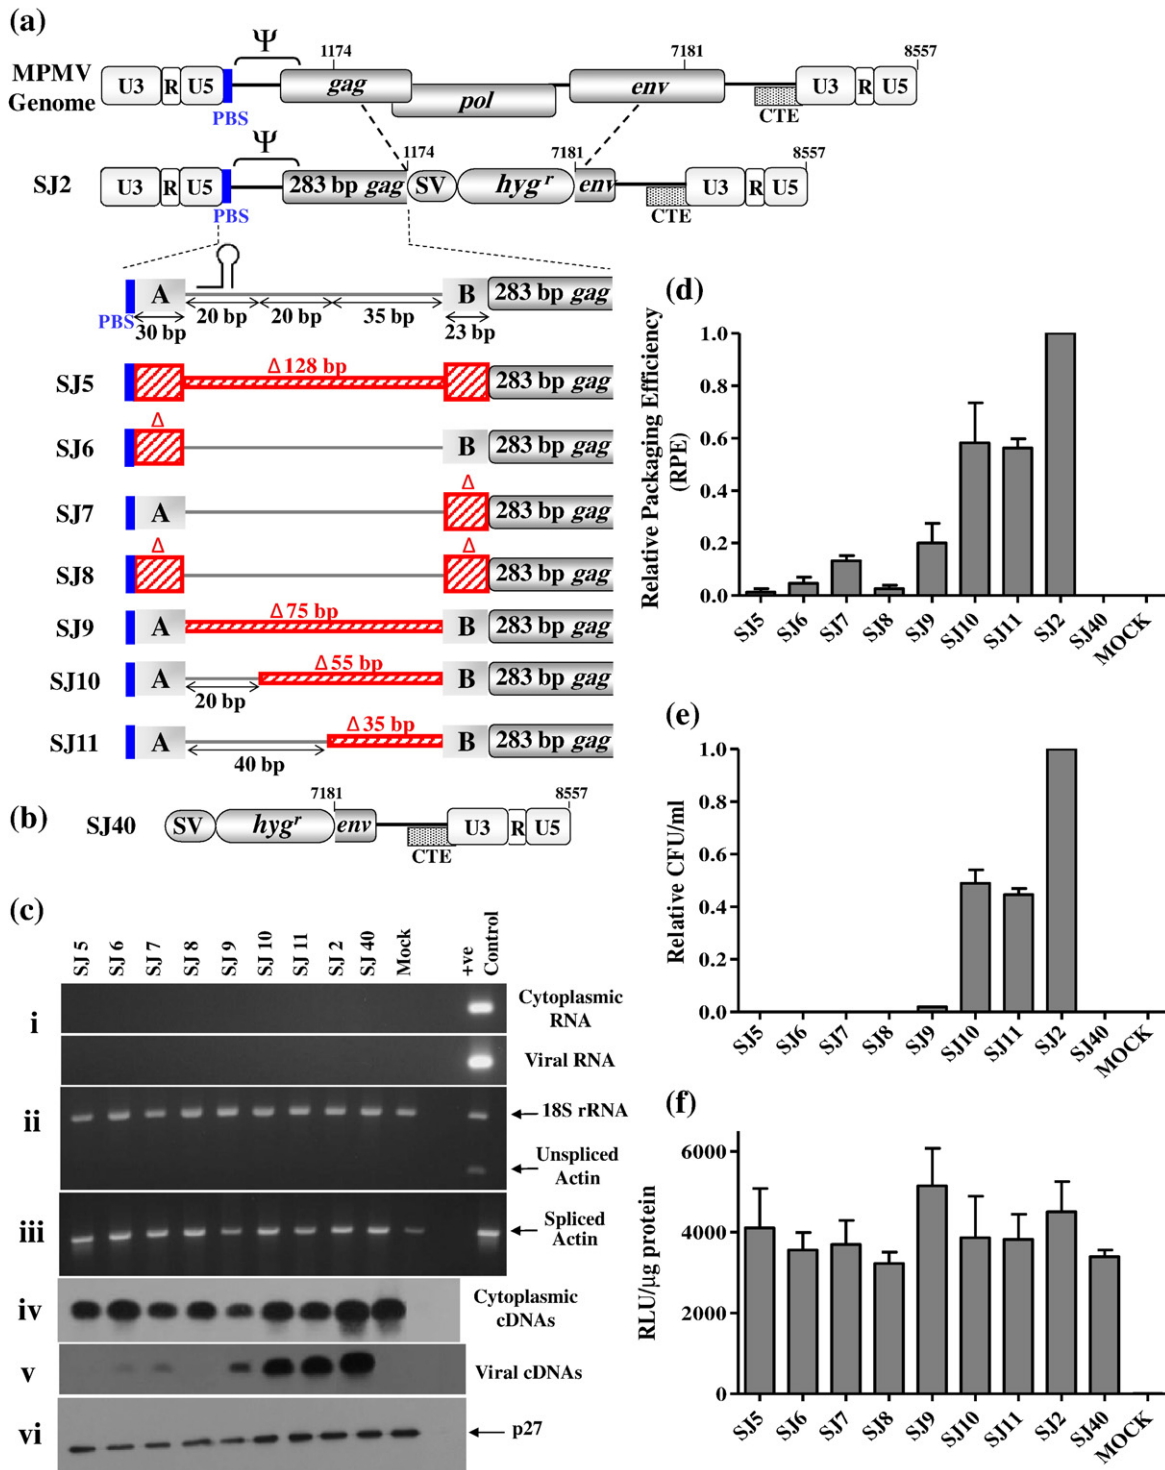 (a)
Ψ
1174
7181
8557
MPMV
Genome
U3
R
U5
gag
pol
env
U3
R
U5
PBS
CTE
Ψ
1174
7181
8557
SJ2
U3
R
U5
283 bp gag
SV
hygʳ
env
U3
R
U5
PBS
CTE
A
B
283 bp gag
PBS
20 bp
20 bp
35 bp
30 bp
23 bp
SJ5
Δ 128 bp
283 bp gag
SJ6
Δ
B
283 bp gag
SJ7
A
Δ
283 bp gag
SJ8
Δ
Δ
283 bp gag
SJ9
A
Δ 75 bp
B
283 bp gag
SJ10
A
Δ 55 bp
B
283 bp gag
20 bp
SJ11
A
Δ 35 bp
B
283 bp gag
40 bp
(b)
SJ40
7181
8557
SV
hygʳ
env
U3
R
U5
CTE
(c)
SJ 5
SJ 6
SJ 7
SJ 8
SJ 9
SJ 10
SJ 11
SJ 2
SJ 40
Mock
+ve
Control
i
Cytoplasmic
RNA
Viral RNA
ii
18S rRNA
Unspliced
Actin
iii
Spliced
Actin
iv
Cytoplasmic
cDNAs
v
Viral cDNAs
vi
p27
(d)
Relative Packaging Efficiency
(RPE)
1.0
0.8
0.6
0.4
0.2
0.0
SJ5
SJ6
SJ7
SJ8
SJ9
SJ10
SJ11
SJ2
SJ40
MOCK
(e)
Relative CFU/ml
1.0
0.8
0.6
0.4
0.2
0.0
SJ5
SJ6
SJ7
SJ8
SJ9
SJ10
SJ11
SJ2
SJ40
MOCK
(f)
RLU/μg protein
6000
4000
2000
0
SJ5
SJ6
SJ7
SJ8
SJ9
SJ10
SJ11
SJ2
SJ40
MOCK